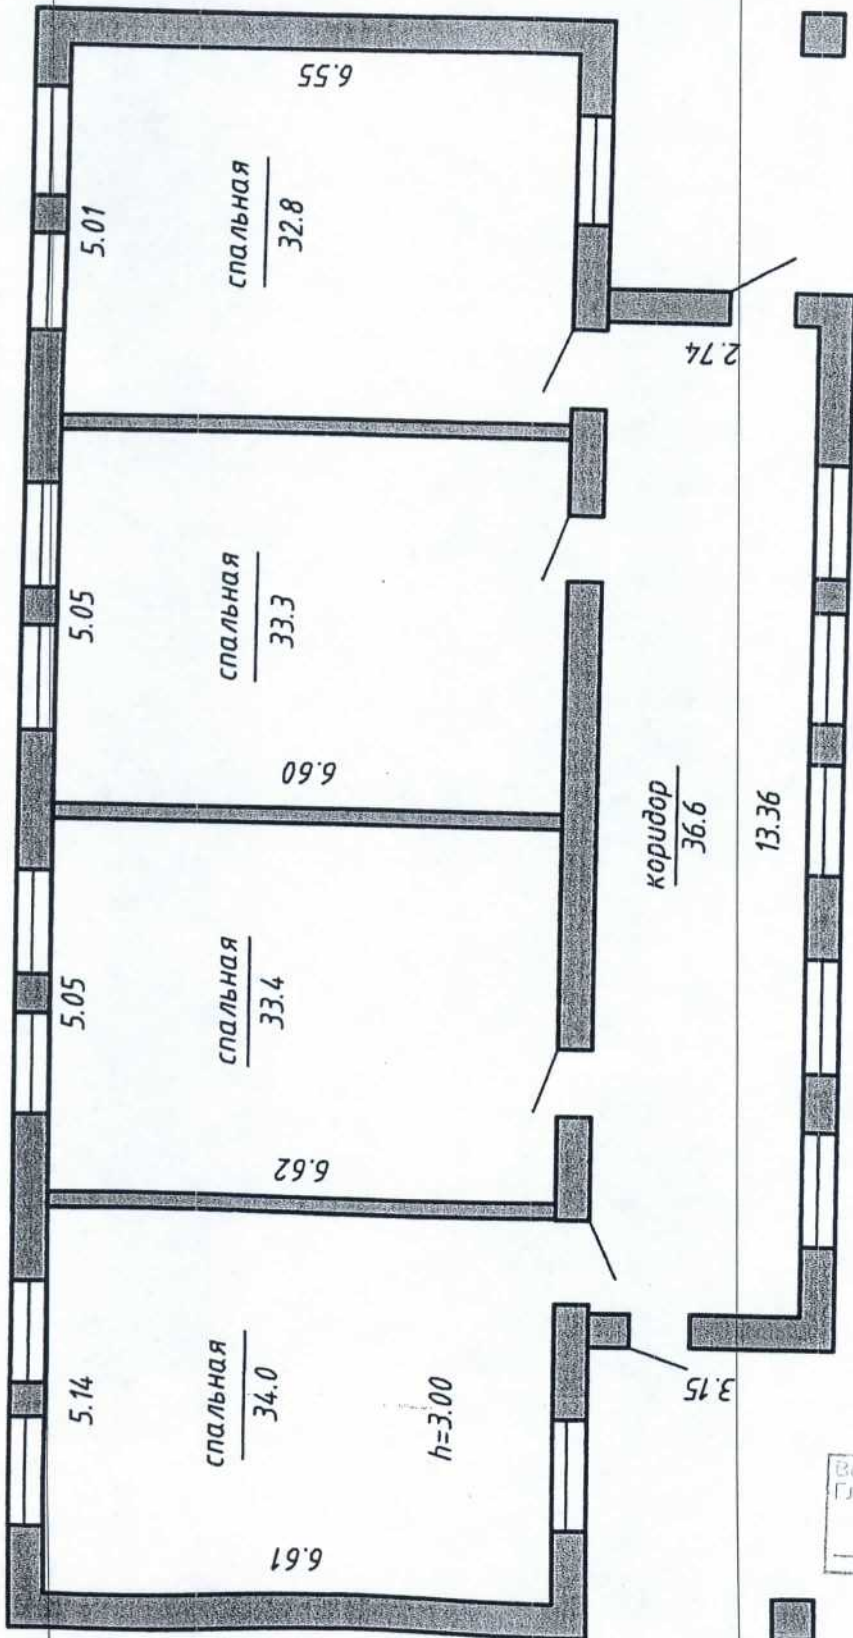 6.55
5.01
спальная
32.8
2.74
5.05
спальная
33.3
6.60
коридор
36.6
13.36
5.05
спальная
33.4
6.62
5.14
спальная
34.0
h=3.00
3.15
6.61